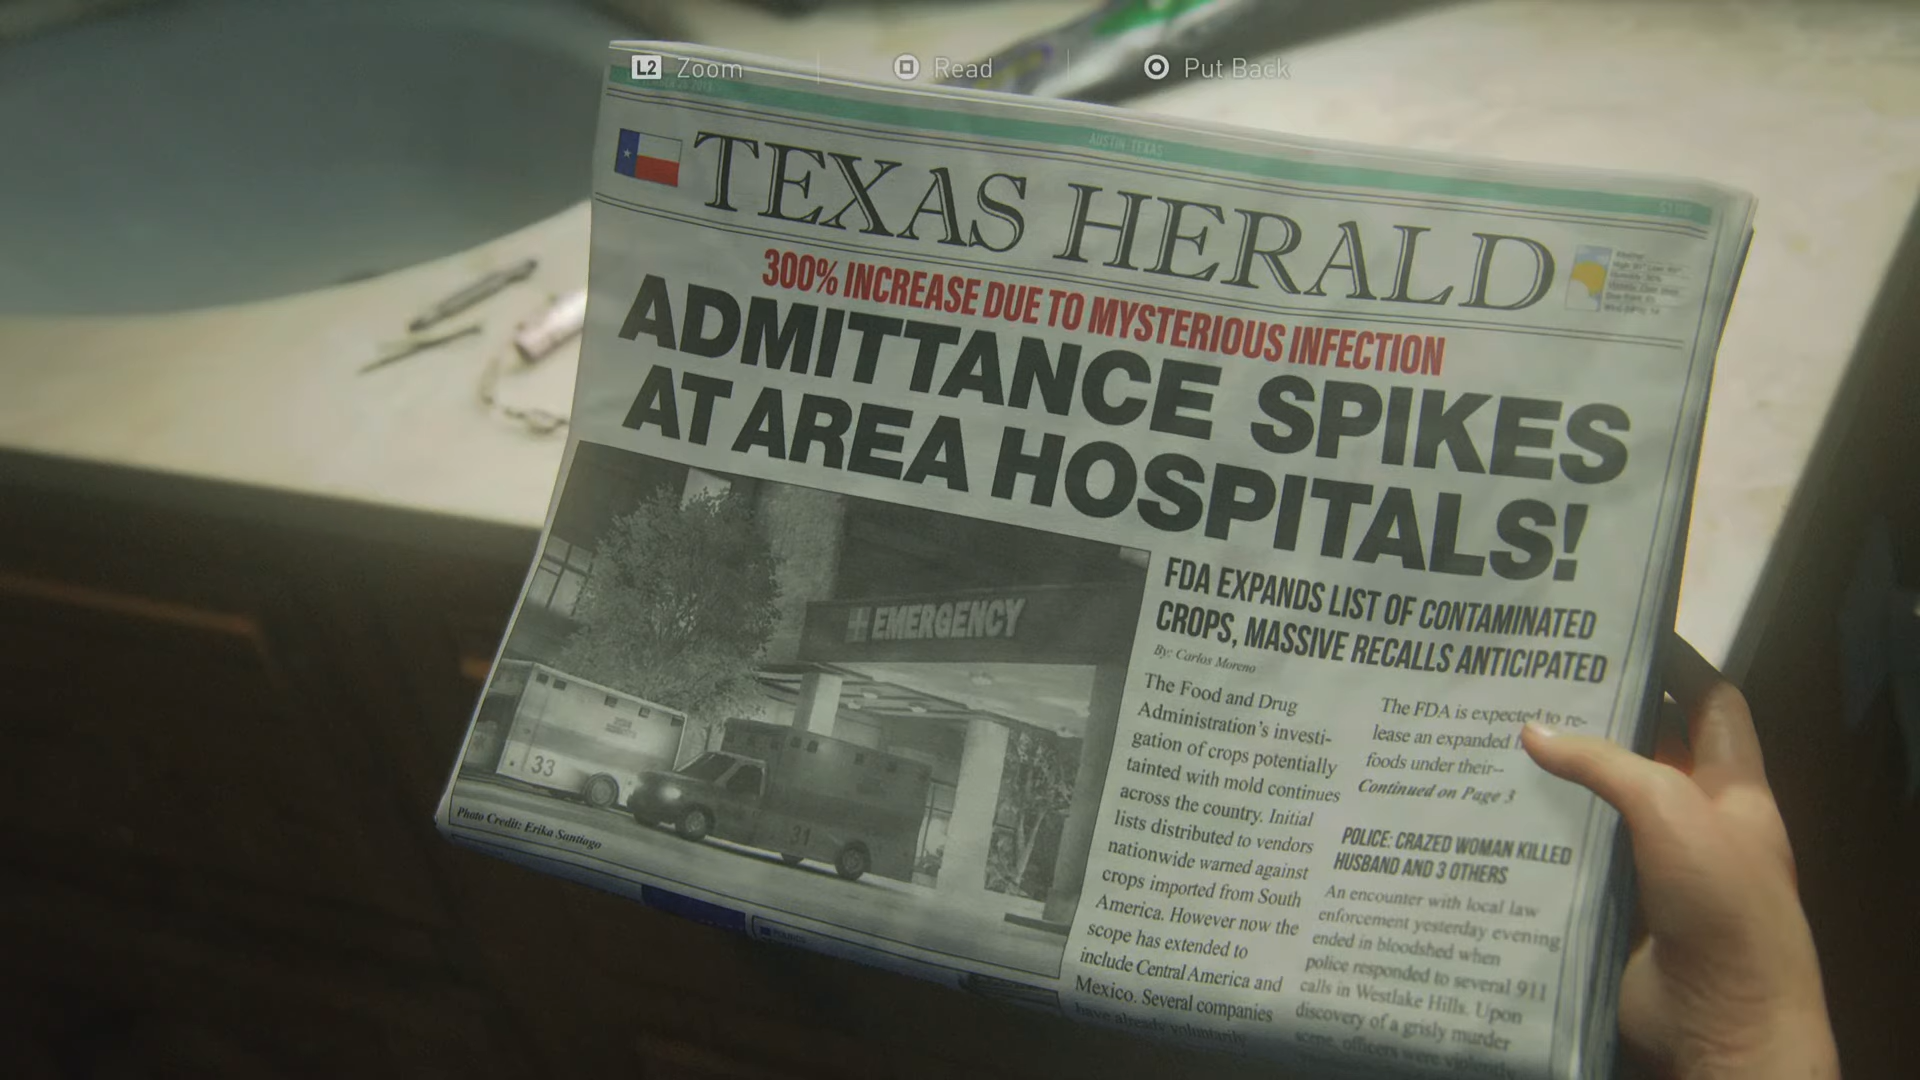 L2 Zoom
Read
Put Back
AUSTIN TEXAS
TEXAS HERALD
300% INCREASE DUE TO MYSTERIOUS INFECTION
ADMITTANCE SPIKES
AT AREA HOSPITALS!
EMERGENCY
33
31
Photo Credit: Erika Santiago
FDA EXPANDS LIST OF CONTAMINATED
CROPS, MASSIVE RECALLS ANTICIPATED
By: Carlos Moreno
The Food and Drug
Administration's investi-
gation of crops potentially
tainted with mold continues
across the country. Initial
lists distributed to vendors
nationwide warned against
crops imported from South
America. However now the
scope has extended to
include Central America and
Mexico. Several companies
have already voluntarily
The FDA is expected to re-
lease an expanded
foods under their--
Continued on Page 3
POLICE: CRAZED WOMAN KILLED
HUSBAND AND 3 OTHERS
An encounter with local law
enforcement yesterday evening
ended in bloodshed when
police responded to several 911
calls in Westlake Hills. Upon
discovery of a grisly murder
scene, officers were violently